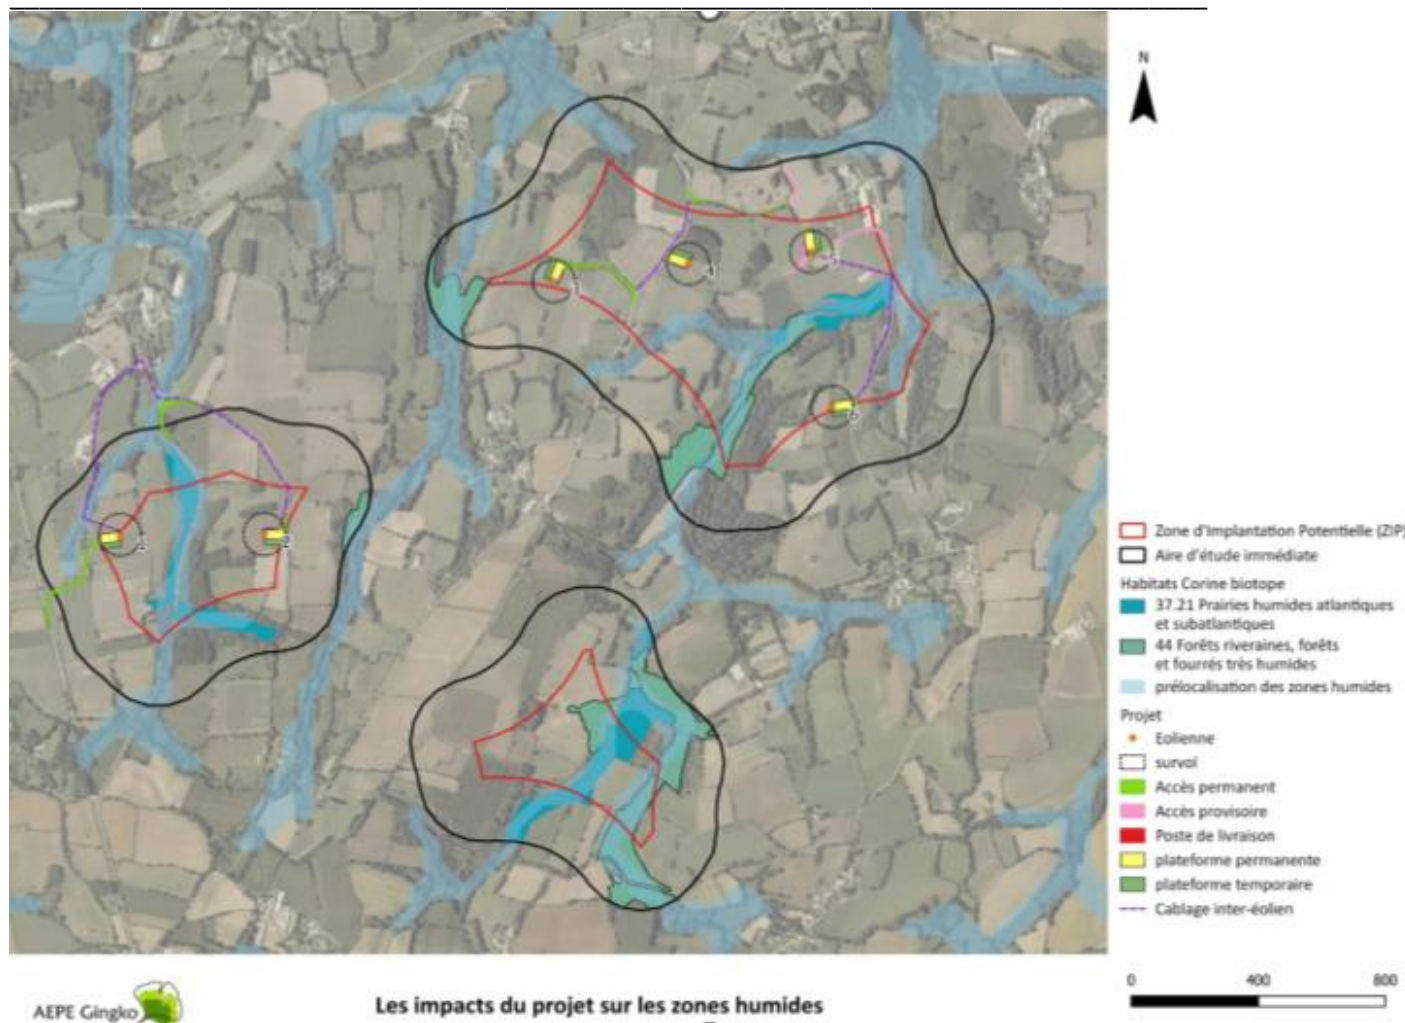 N
Zone d'Implantation Potentielle (ZIP)
Aire d'étude immédiate
Habitats Corine biotope
37.21 Prairies humides atlantiques
et subatlantiques
44 Forêts riveraines, forêts
et fourrés très humides
prélocalisation des zones humides
Projet
Eolienne
survol
Accès permanent
Accès provisoire
Poste de livraison
plateforme permanente
plateforme temporaire
Cablage inter-éolien
0 400 800
AEPE Gingko
Les impacts du projet sur les zones humides